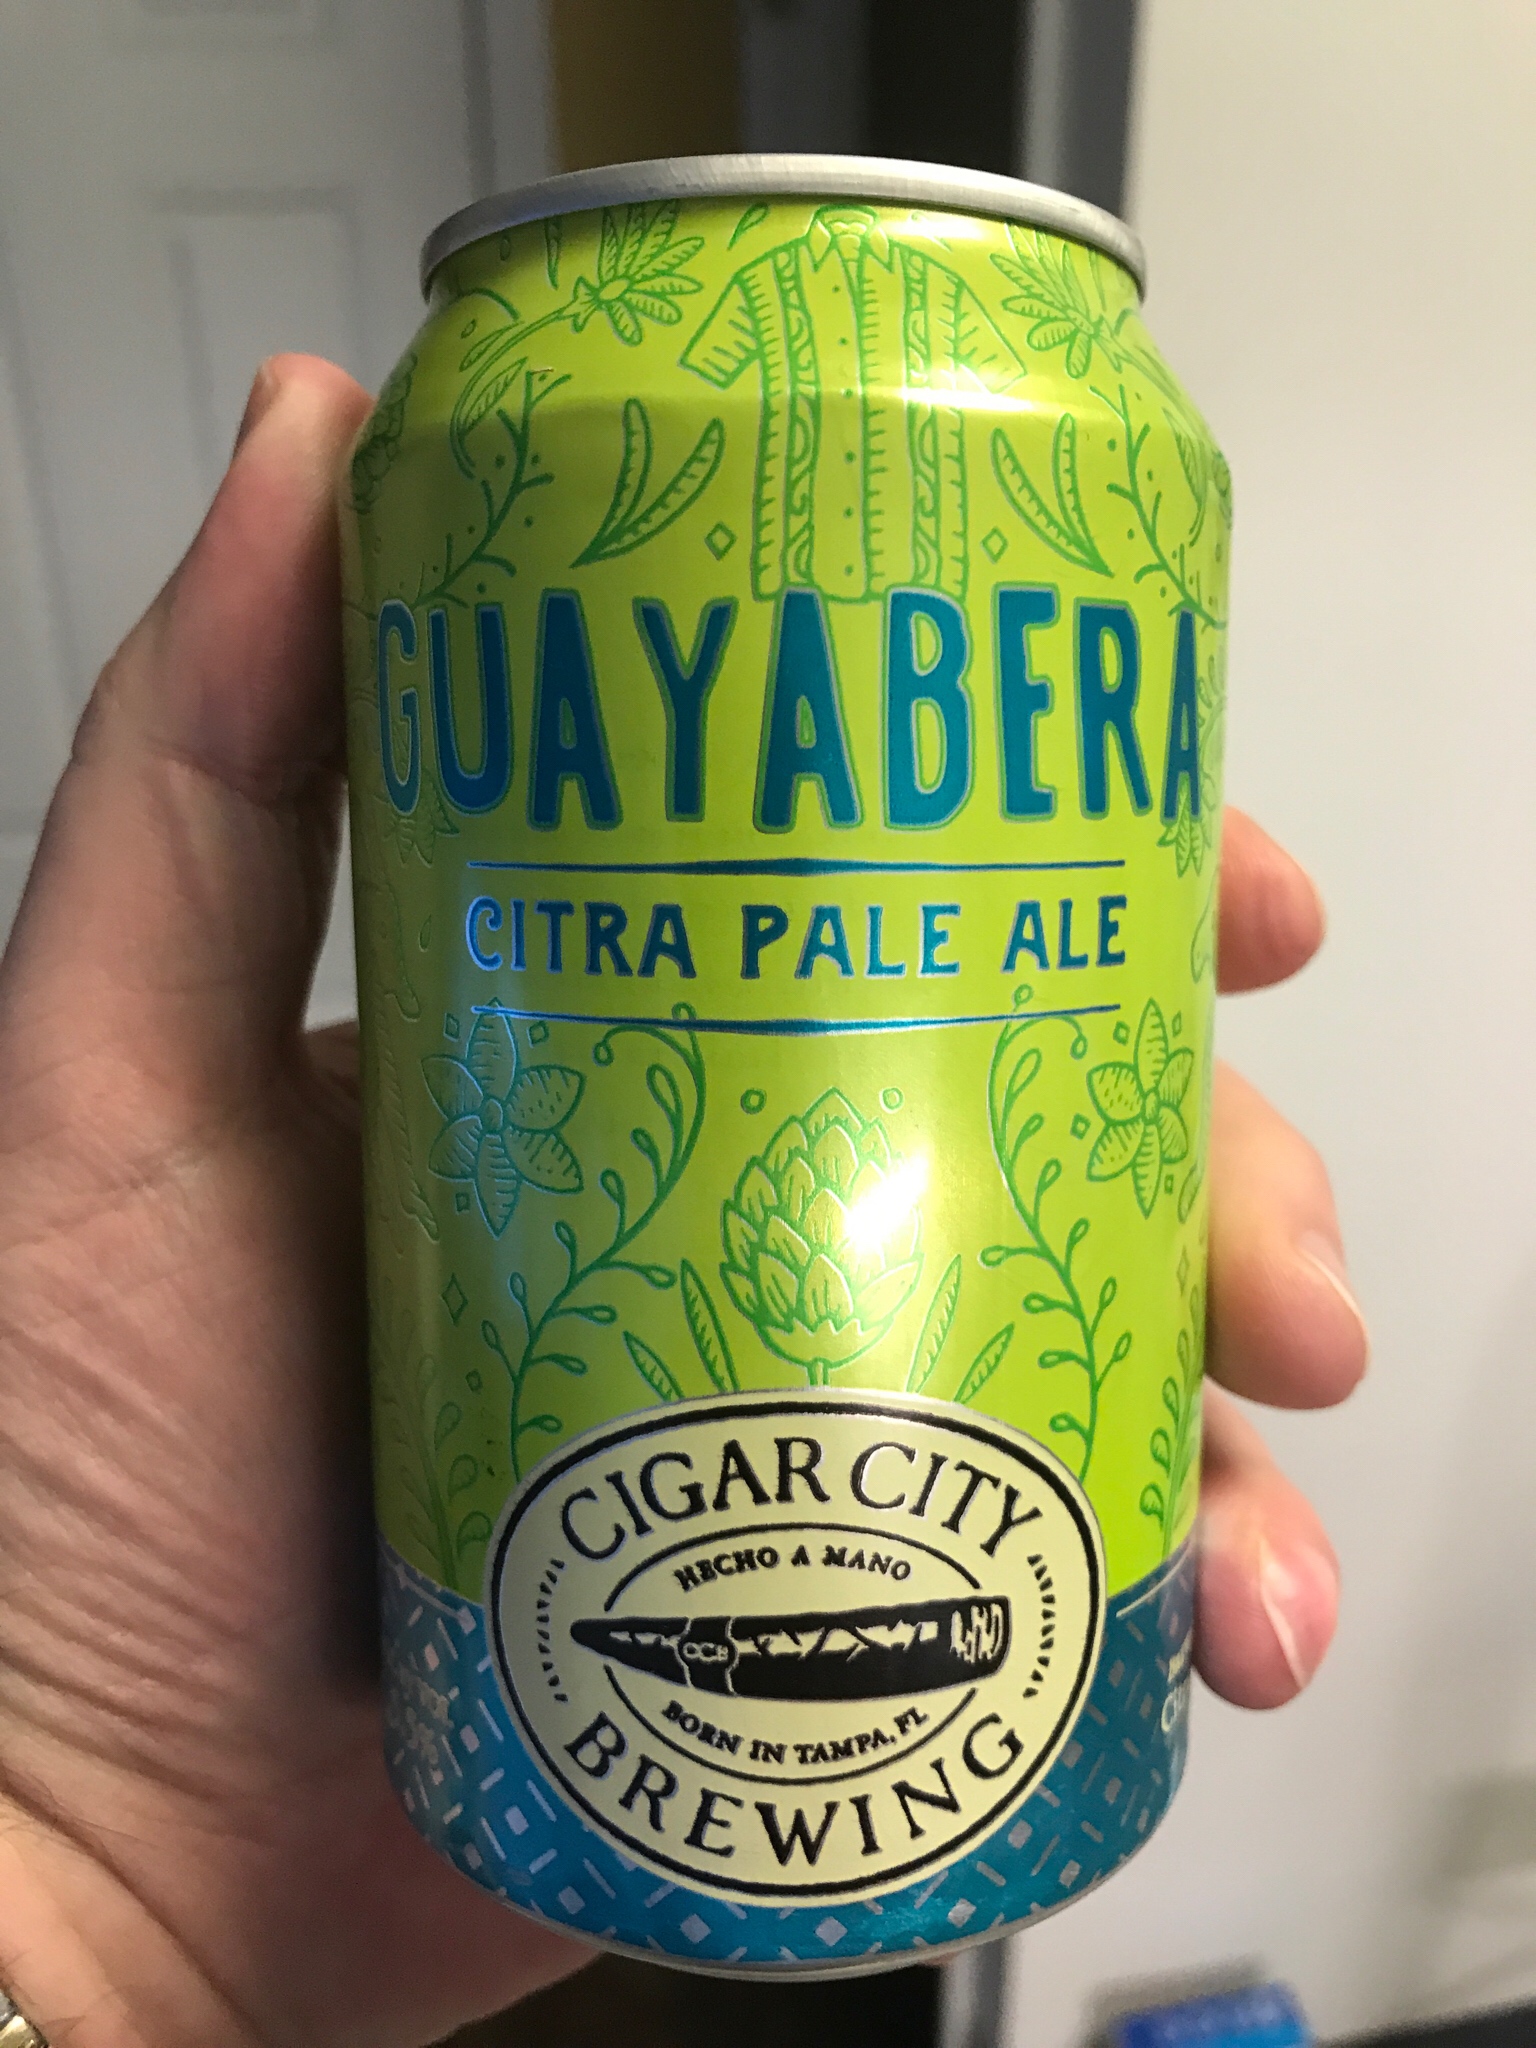 GUAYABERA
CITRA PALE ALE
CIGAR CITY
HECHO A MANO
CCB
BORN IN TAMPA, FL
BREWING